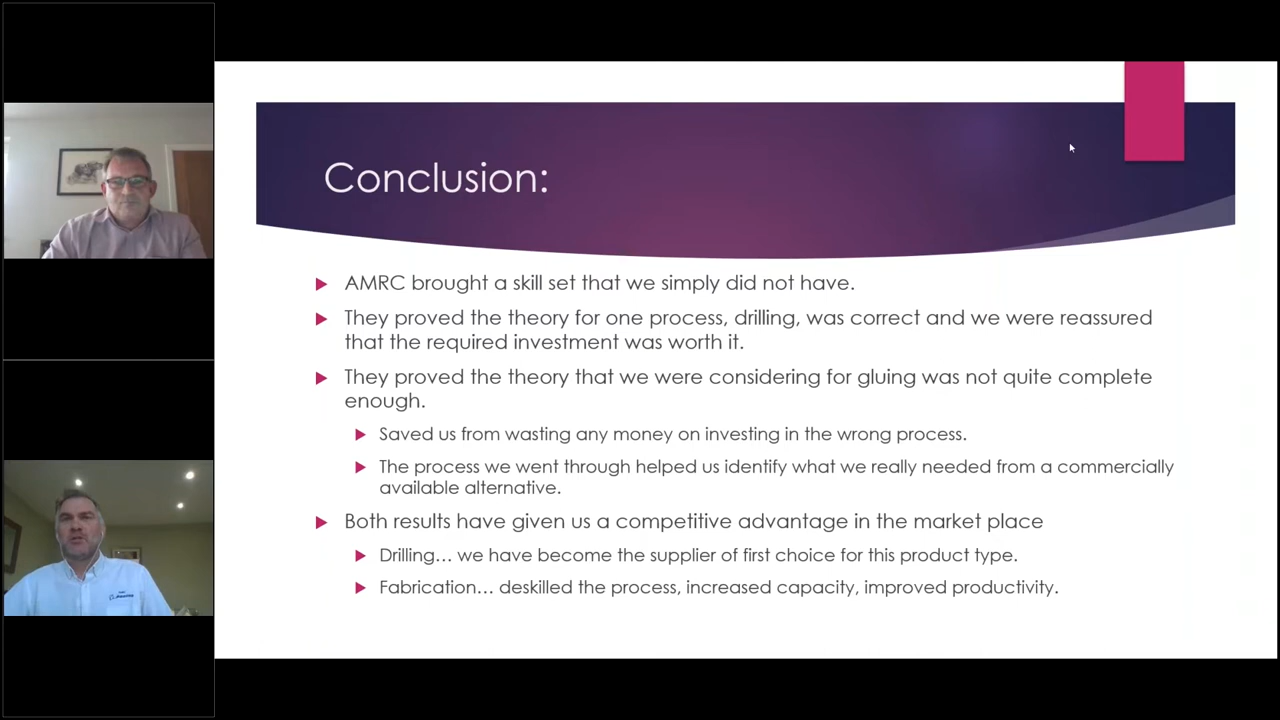 Conclusion:
AMRC brought a skill set that we simply did not have.
They proved the theory for one process, drilling, was correct and we were reassured
that the required investment was worth it.
They proved the theory that we were considering for gluing was not quite complete
enough.
Saved us from wasting any money on investing in the wrong process.
The process we went through helped us identify what we really needed from a commercially
available alternative.
Both results have given us a competitive advantage in the market place
Drilling… we have become the supplier of first choice for this product type.
Fabrication… deskilled the process, increased capacity, improved productivity.